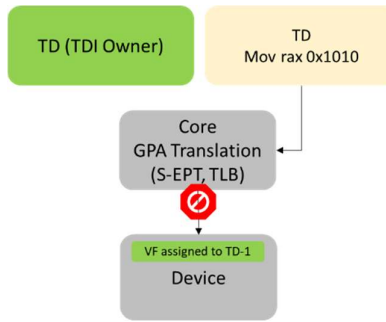 TD (TDI Owner)
TD
Mov rax 0x1010
Core
GPA Translation
(S-EPT, TLB)
VF assigned to TD-1
Device